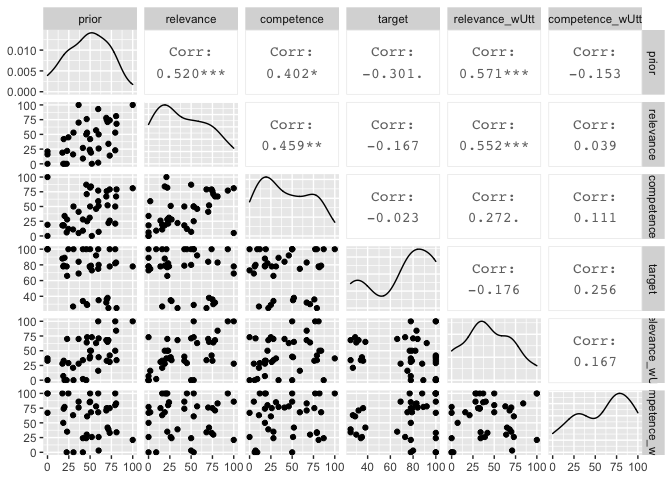 prior relevance competence target relevance_wUtt competence_wUtt
0.010
0.005
0.000
Corr: Corr: Corr: Corr: Corr:
0.520*** 0.402* -0.301. 0.571*** -0.153
prior
100
75
50
25
0
Corr: Corr: Corr: Corr:
0.459** -0.167 0.552*** 0.039
relevance
100
75
50
25
0
Corr: Corr: Corr:
-0.023 0.272. 0.111
competence
100
80
60
40
Corr: Corr:
-0.176 0.256
target
100
75
50
25
0
Corr:
0.167
elevance_wU
100
75
50
25
0
mpetence_w
0 25 50 75 100 0 25 50 75 100 0 25 50 75 100 40 60 80 100 0 25 50 75 100 0 25 50 75 100